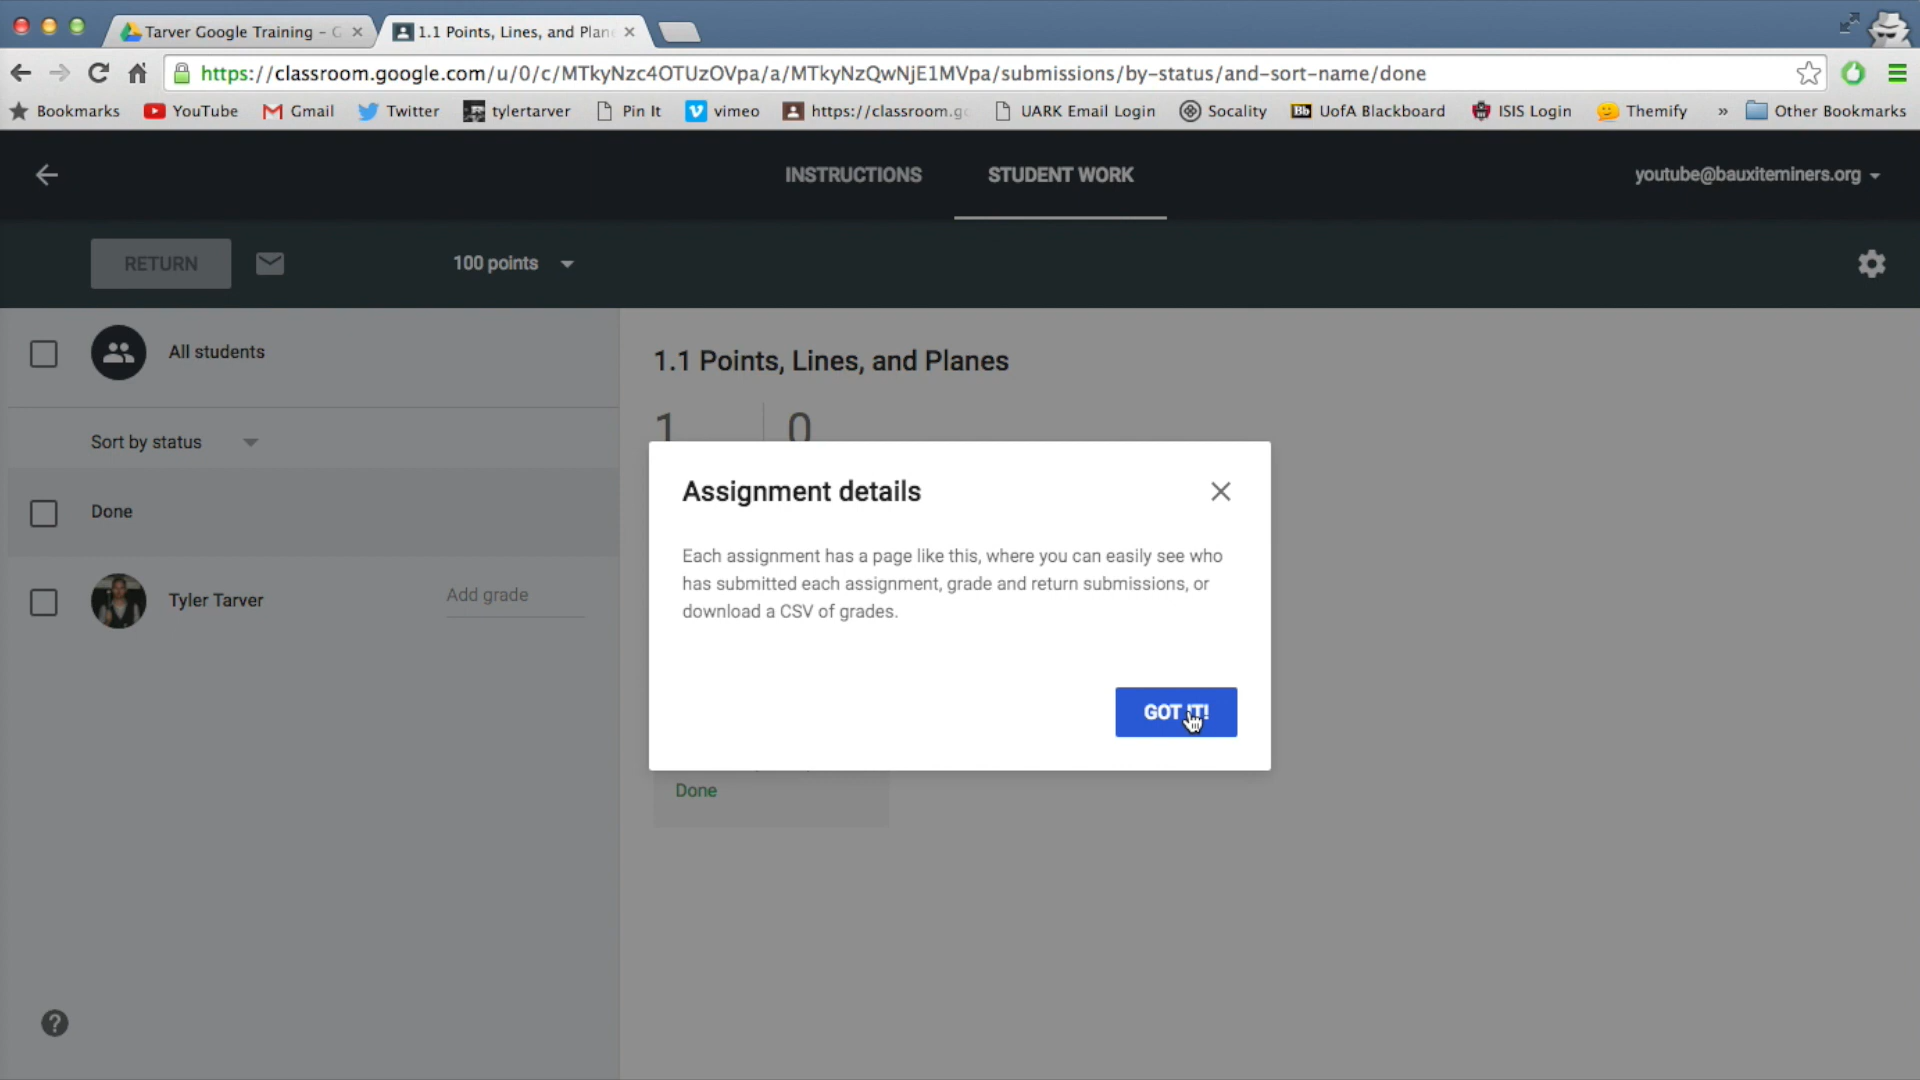 Tarver Google Training - G
1.1 Points, Lines, and Plan
https://classroom.google.com/u/0/c/MTkyNzc4OTUzOVpa/a/MTkyNzQwNjE1MVpa/submissions/by-status/and-sort-name/done
Bookmarks YouTube Gmail Twitter tylertarver Pin It vimeo https://classroom.go UARK Email Login Socality Bb UofA Blackboard ISIS Login Themify » Other Bookmarks
INSTRUCTIONS STUDENT WORK youtube@bauxiteminers.org
RETURN 100 points
All students
Sort by status
Done
Tyler Tarver Add grade
1.1 Points, Lines, and Planes
1 0
Assignment details
Each assignment has a page like this, where you can easily see who
has submitted each assignment, grade and return submissions, or
download a CSV of grades.
GOT IT!
Done